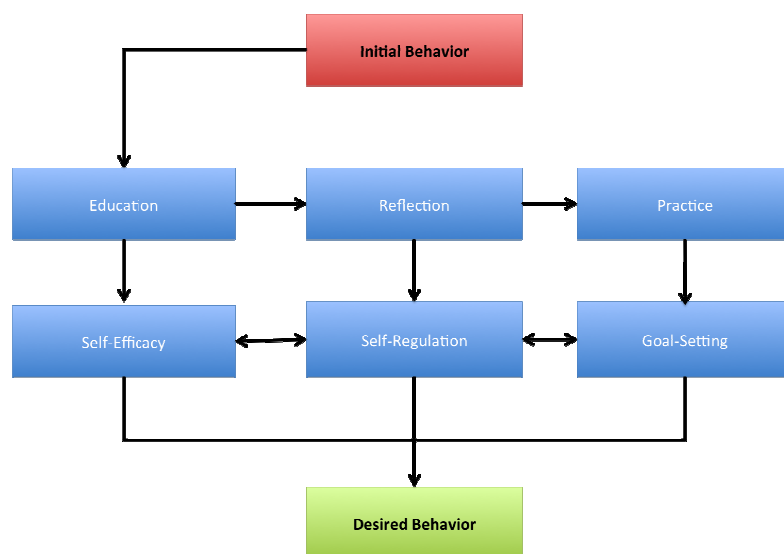 Initial Behavior
Education
Reflection
Practice
Self-Efficacy
Self-Regulation
Goal-Setting
Desired Behavior